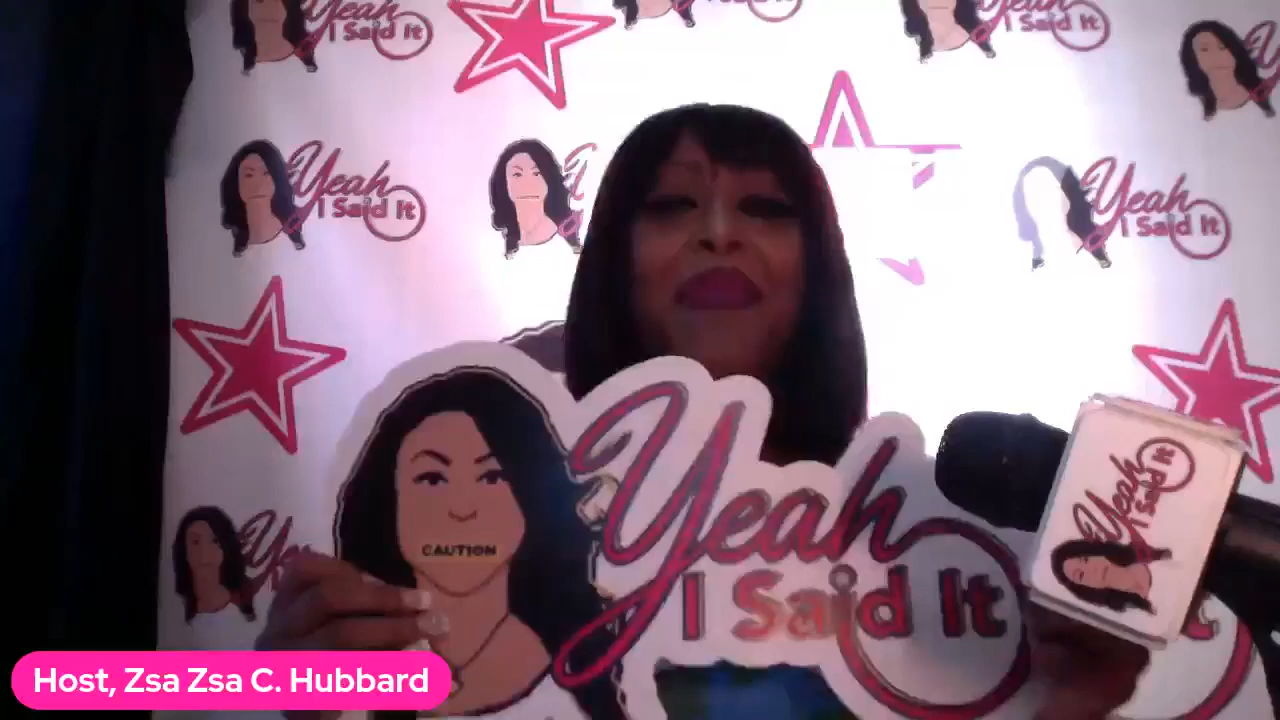 Yeah
I Said It
Yeah
I Said It
Yeah
I Said It
Yeah
I Said It
CAUTION
Yeah
I Said It
Yeah
I Said It
Host, Zsa Zsa C. Hubbard